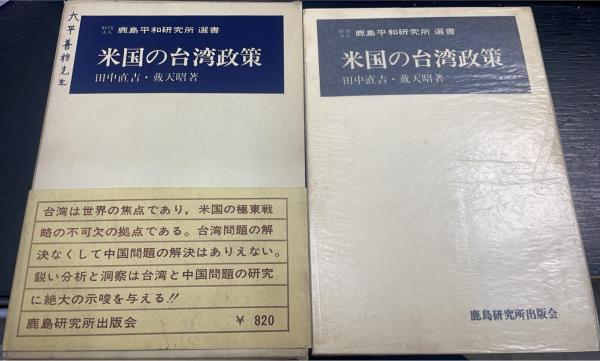 大平善梧先生
財団法人 鹿島平和研究所 選書
米国の台湾政策
田中直吉・戴天昭著
台湾は世界の焦点であり，米国の極東戦
略の不可欠の拠点である。台湾問題の解
決なくして中国問題の解決はありえない。
鋭い分析と洞察は台湾と中国問題の研究
に絶大の示唆を与える!!
鹿島研究所出版会 ￥820
財団法人 鹿島平和研究所 選書
米国の台湾政策
田中直吉・戴天昭著
鹿島研究所出版会